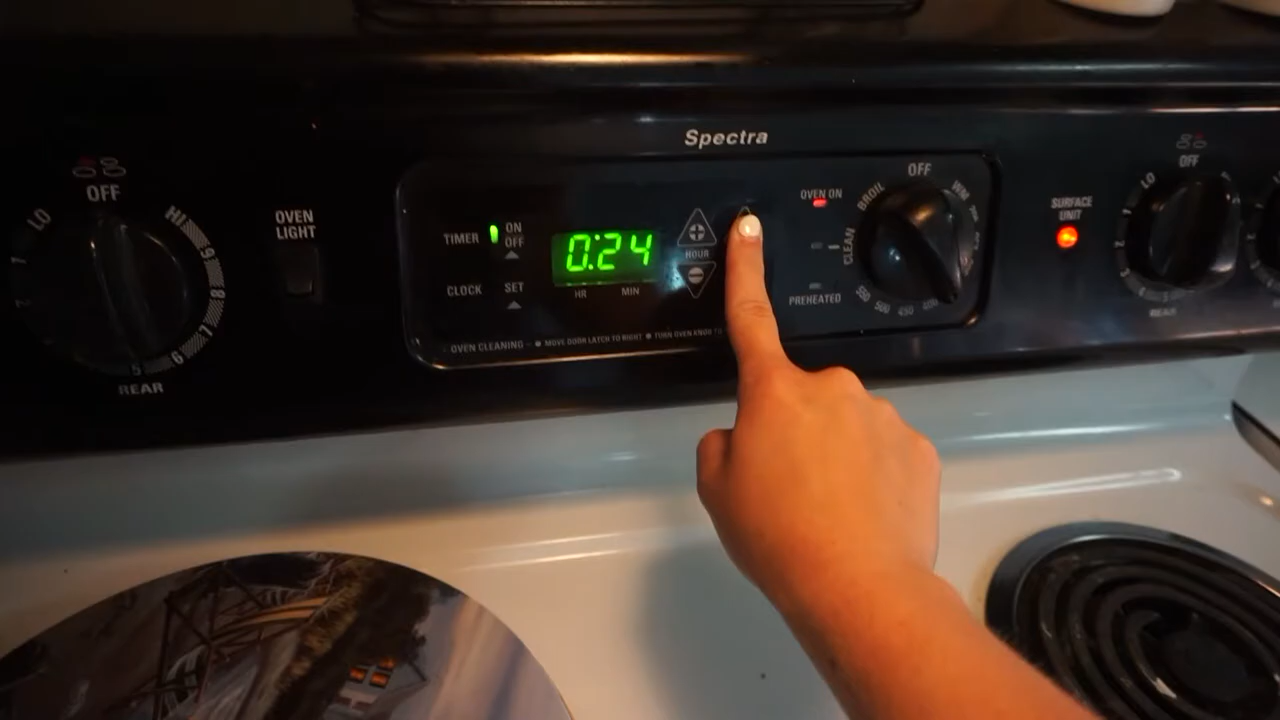 Spectra
OFF
LO
HI
9
8
7
6
5
REAR
OVEN
LIGHT
TIMER
ON
OFF
CLOCK
SET
0:24
HR MIN
HOUR
OVEN CLEANING – • MOVE DOOR LATCH TO RIGHT • TURN OVEN KNOB TO
OVEN ON
PREHEATED
OFF
WM
BROIL
CLEAN
550
500
450
400
SURFACE
UNIT
OFF
LO
REAR